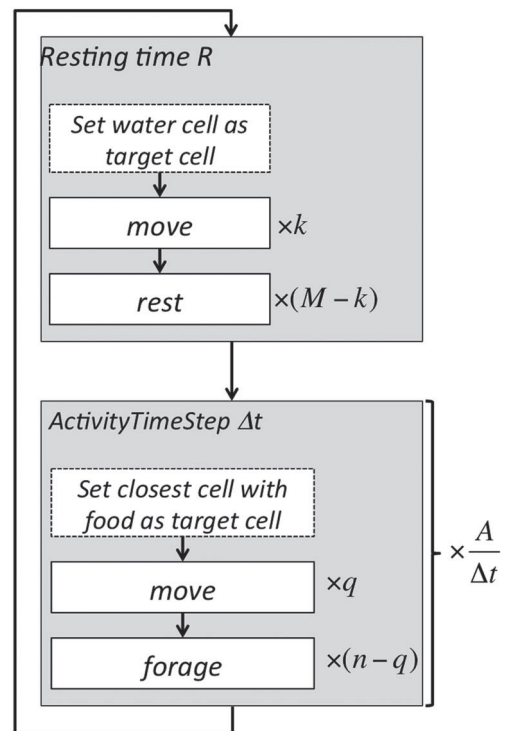 Resting time R
Set water cell as
target cell
move
×k
rest
×(M − k)
ActivityTimeStep Δt
Set closest cell with
food as target cell
move
×q
forage
×(n − q)
× A
Δt